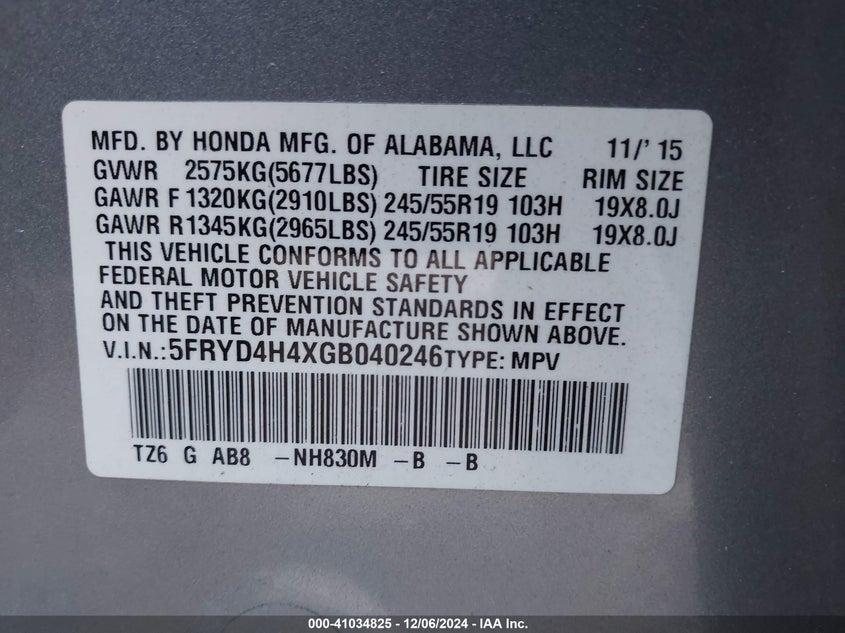 MFD. BY HONDA MFG. OF ALABAMA, LLC 11/' 15
GVWR 2575KG(5677LBS) TIRE SIZE RIM SIZE
GAWR F 1320KG(2910LBS) 245/55R19 103H 19X8.0J
GAWR R1345KG(2965LBS) 245/55R19 103H 19X8.0J
THIS VEHICLE CONFORMS TO ALL APPLICABLE
FEDERAL MOTOR VEHICLE SAFETY
AND THEFT PREVENTION STANDARDS IN EFFECT
ON THE DATE OF MANUFACTURE SHOWN ABOVE.
V.I.N.:5FRYD4H4XGB040246TYPE: MPV
TZ6 G AB8 -NH830M -B -B
000-41034825 - 12/06/2024 - IAA Inc.